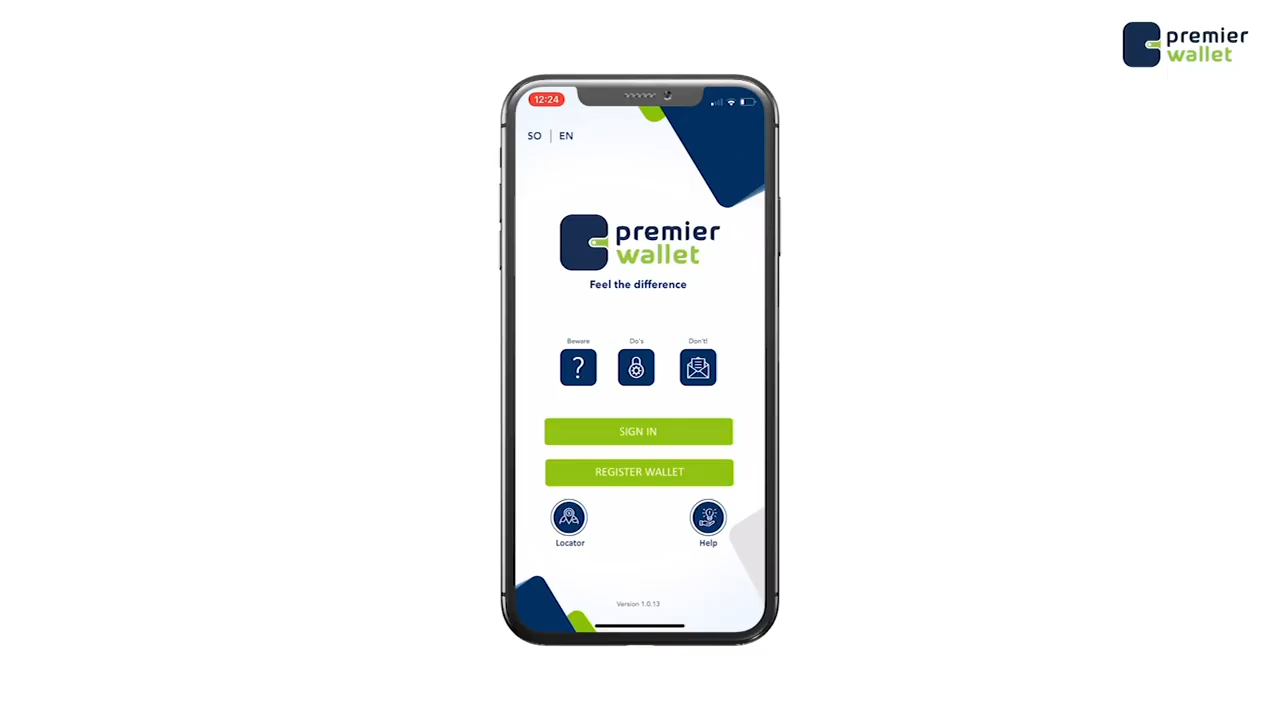 premier
wallet
12:24
SO | EN
premier
wallet
Feel the difference
Beware
Do's
Don't!
SIGN IN
REGISTER WALLET
Locator
Help
Version 1.0.13